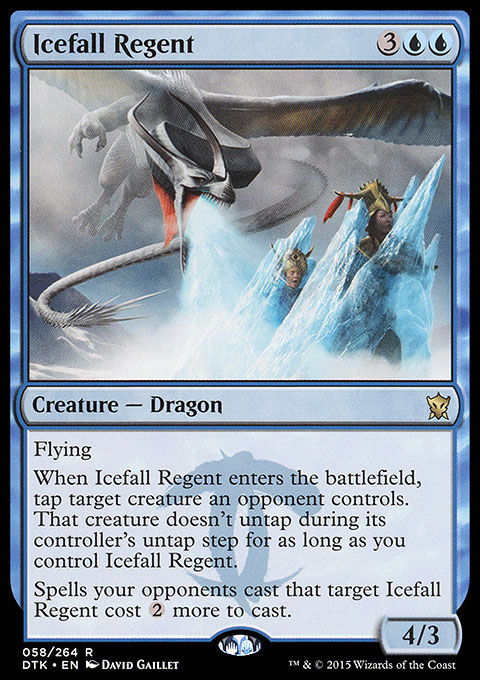 Icefall Regent 3
Creature — Dragon
Flying
When Icefall Regent enters the battlefield,
tap target creature an opponent controls.
That creature doesn't untap during its
controller's untap step for as long as you
control Icefall Regent.
Spells your opponents cast that target Icefall
Regent cost 2 more to cast.
4/3
058/264 R
DTK • EN David Gaillet
™ & © 2015 Wizards of the Coast